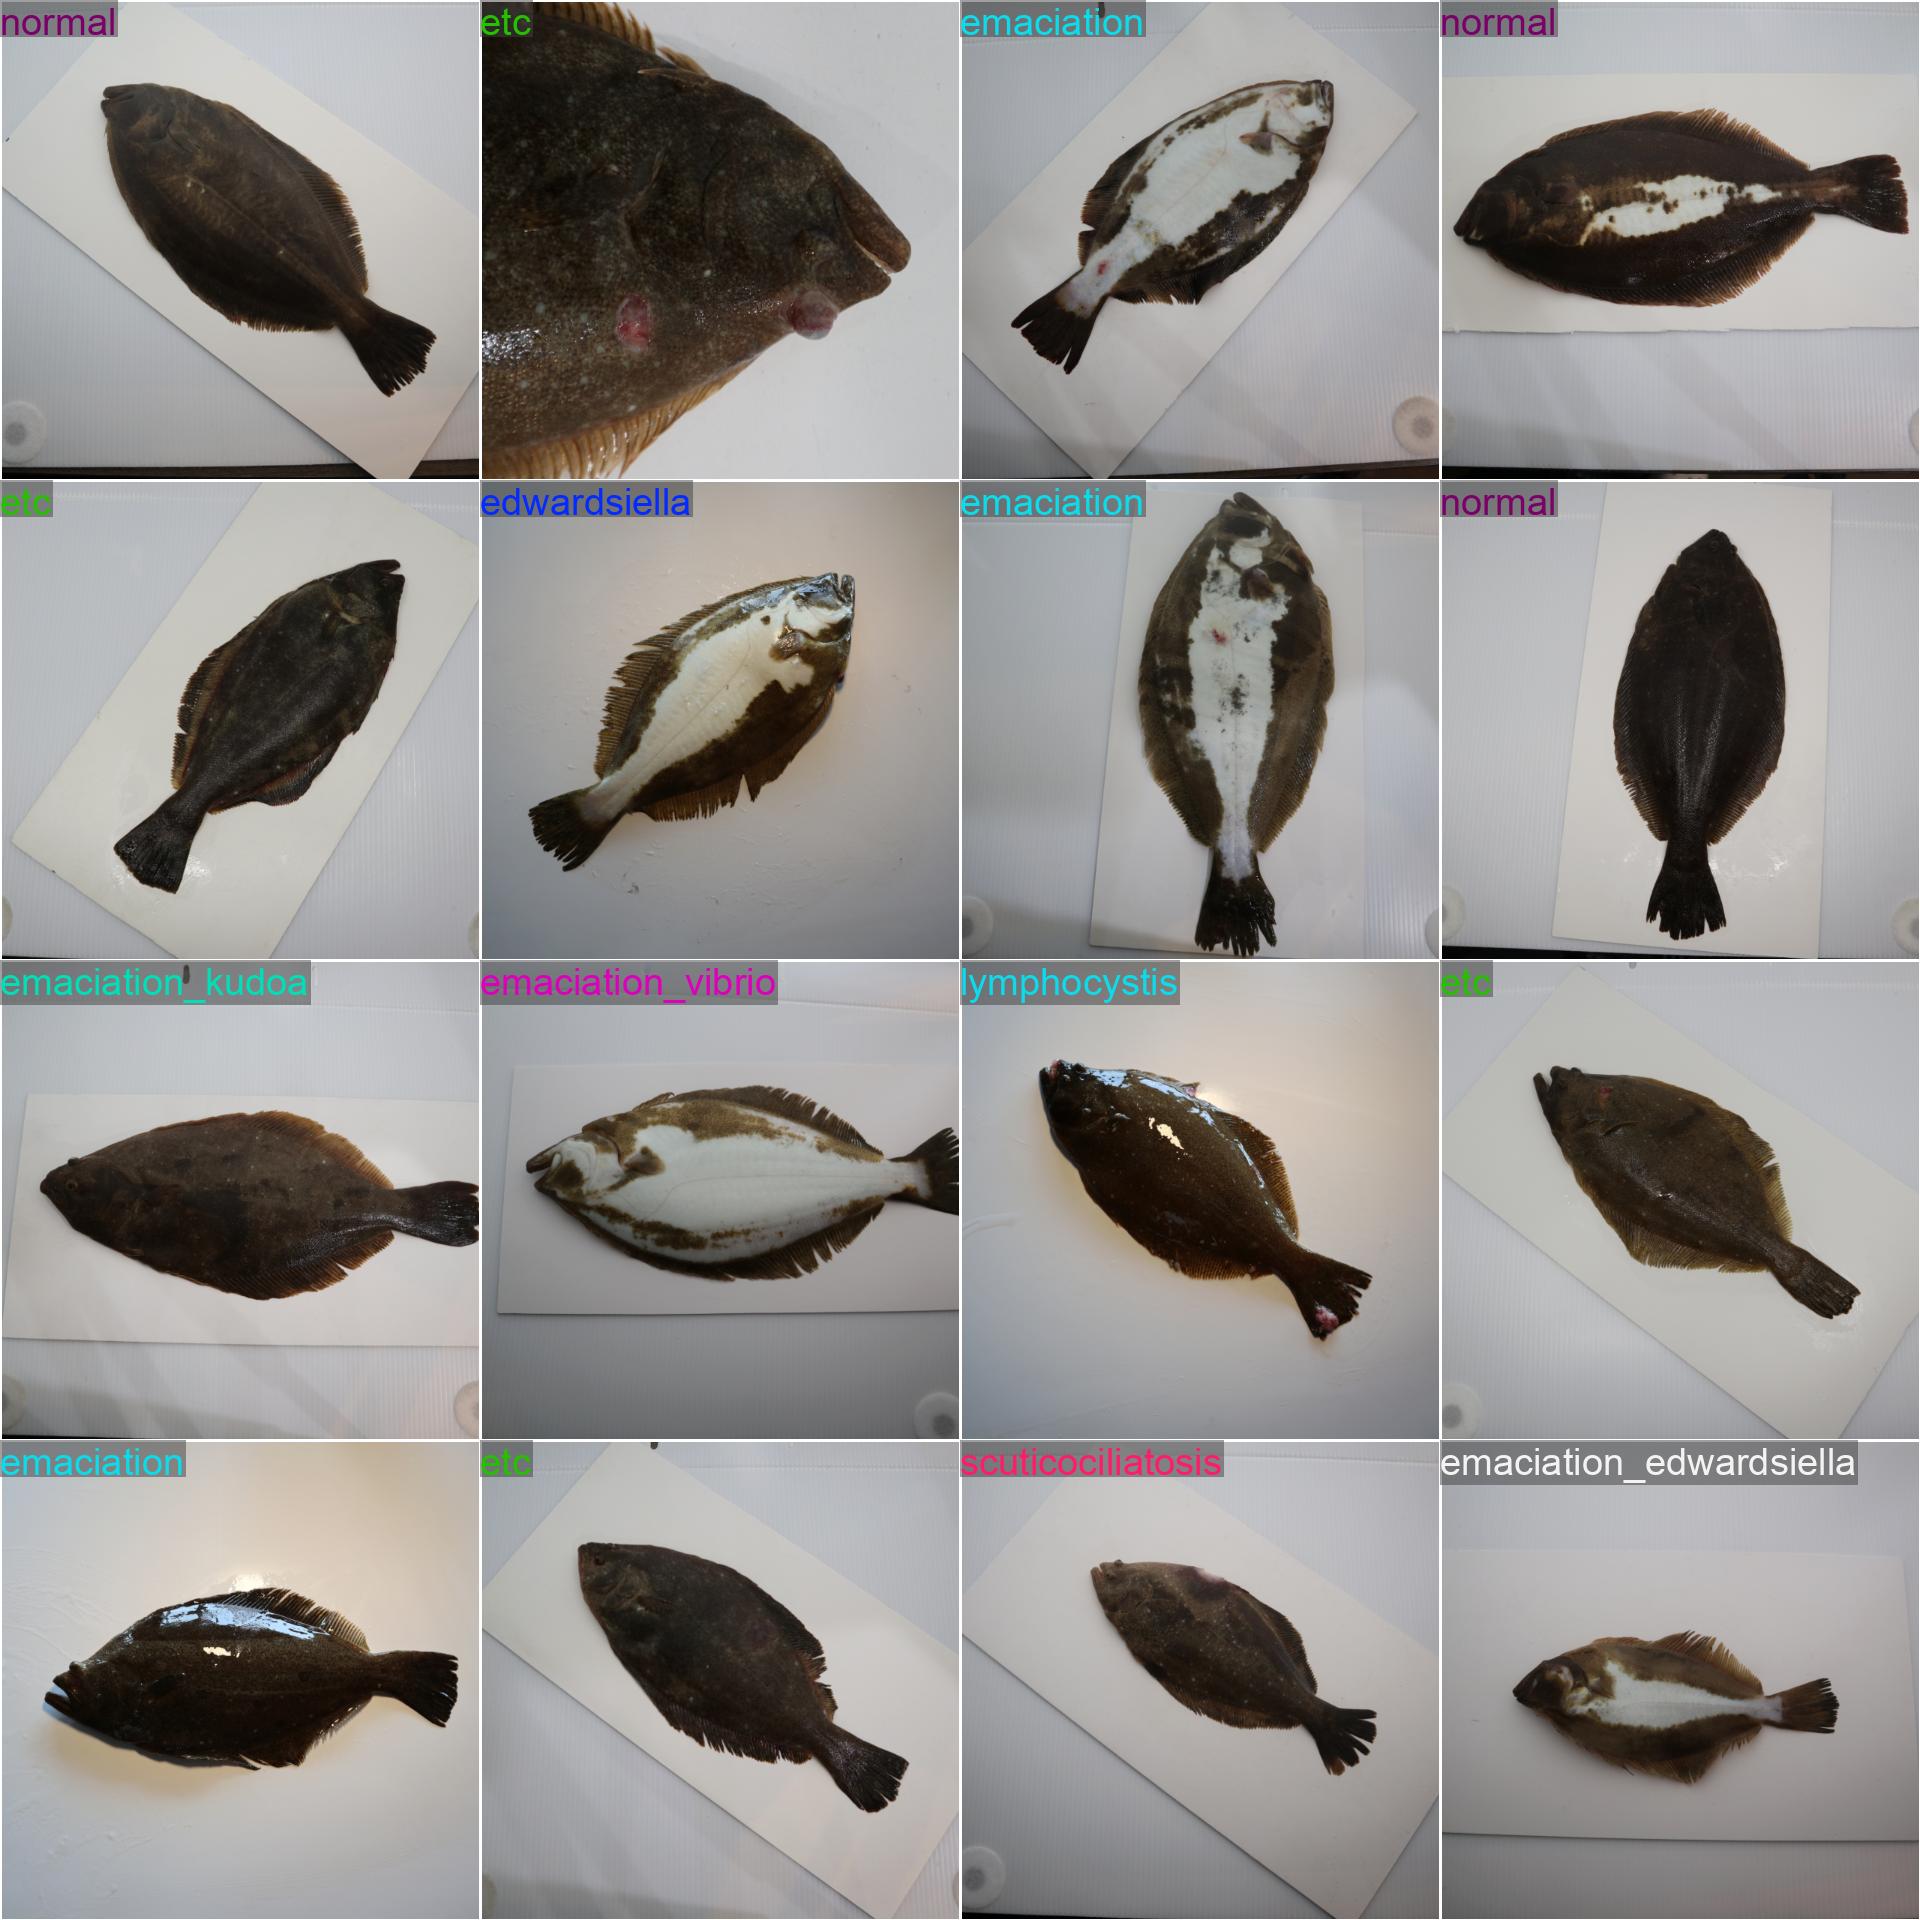 normal
etc
emaciation
normal
etc
edwardsiella
emaciation
normal
emaciation_kudoa
emaciation_vibrio
lymphocystis
etc
emaciation
etc
scuticociliatosis
emaciation_edwardsiella